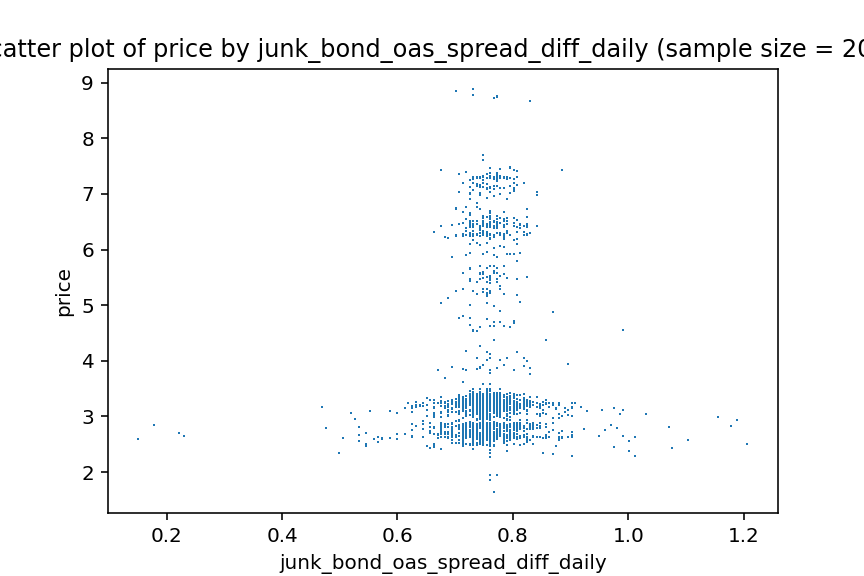 catter plot of price by junk_bond_oas_spread_diff_daily (sample size = 20
9
8
7
6
5
4
3
2
price
0.2 0.4 0.6 0.8 1.0 1.2
junk_bond_oas_spread_diff_daily